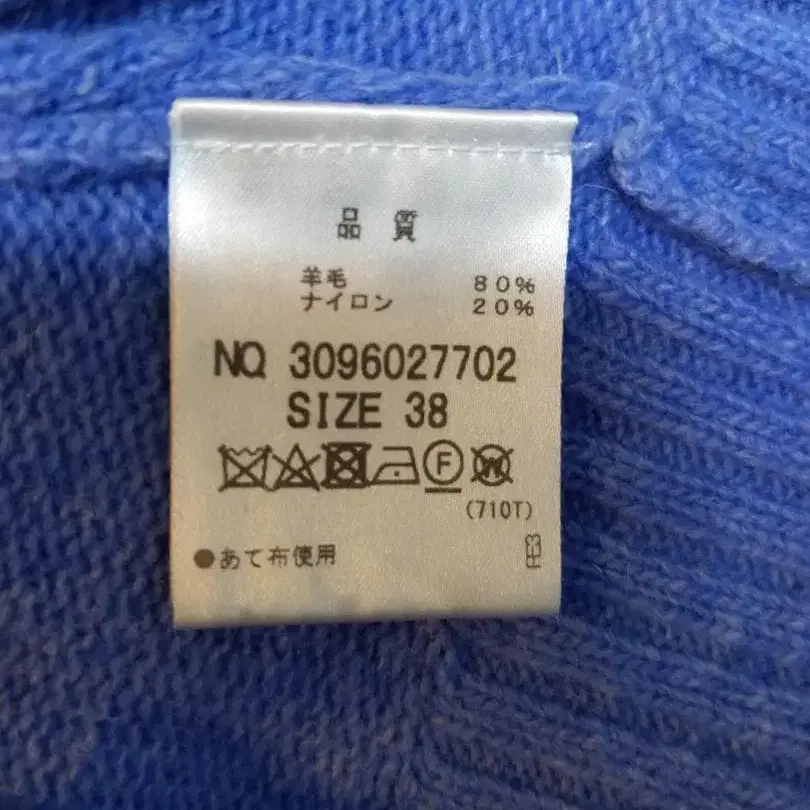 品 質
羊毛 80%
ナイロン 20%
NO 3096027702
SIZE 38
F W
(710T)
●あて布使用